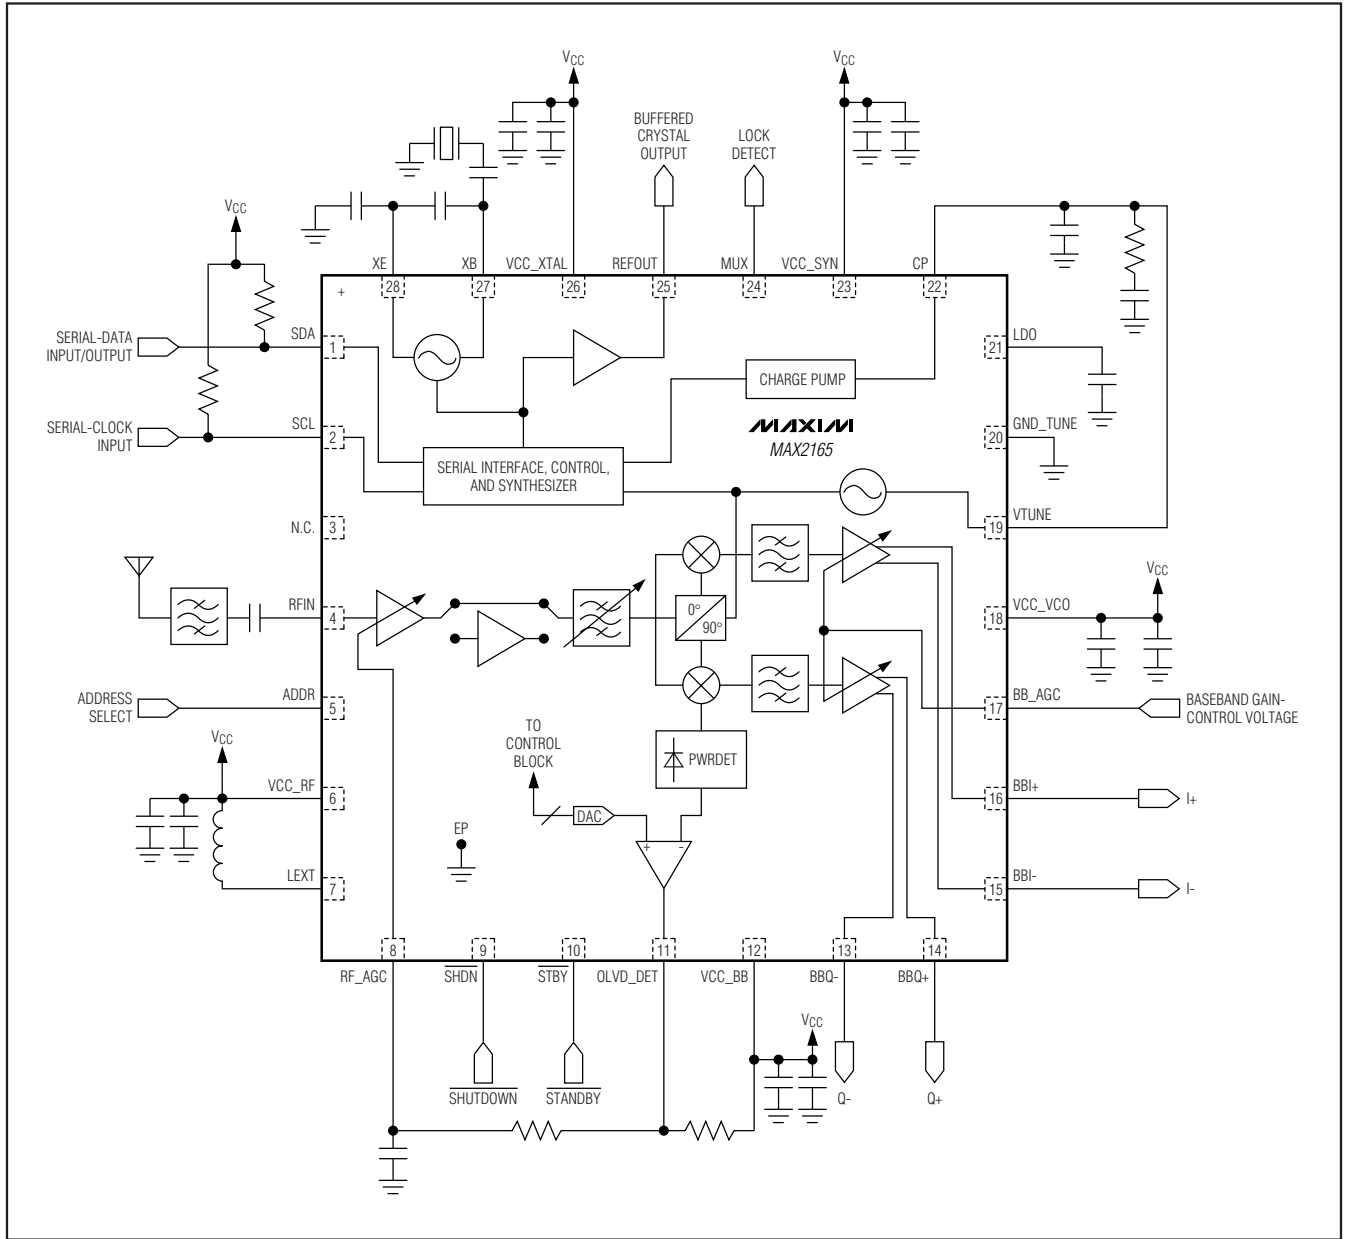 VCC
VCC
BUFFERED
CRYSTAL
OUTPUT
LOCK
DETECT
VCC
XE
XB
VCC_XTAL
REFOUT
MUX
VCC_SYN
CP
+
28
27
26
25
24
23
22
SERIAL-DATA
INPUT/OUTPUT
SDA
1
21
LDO
CHARGE PUMP
MAXIM
MAX2165
SERIAL-CLOCK
INPUT
SCL
2
20
GND_TUNE
SERIAL INTERFACE, CONTROL,
AND SYNTHESIZER
N.C.
3
19
VTUNE
VCC
RFIN
4
0°
90°
18
VCC_VCO
ADDRESS
SELECT
ADDR
5
17
BB_AGC
BASEBAND GAIN-
CONTROL VOLTAGE
VCC
TO
CONTROL
BLOCK
PWRDET
VCC_RF
6
16
BBI+
I+
DAC
EP
+
-
LEXT
7
15
BBI-
I-
8
9
10
11
12
13
14
RF_AGC
SHDN
STBY
OLVD_DET
VCC_BB
BBQ-
BBQ+
VCC
SHUTDOWN
STANDBY
Q-
Q+